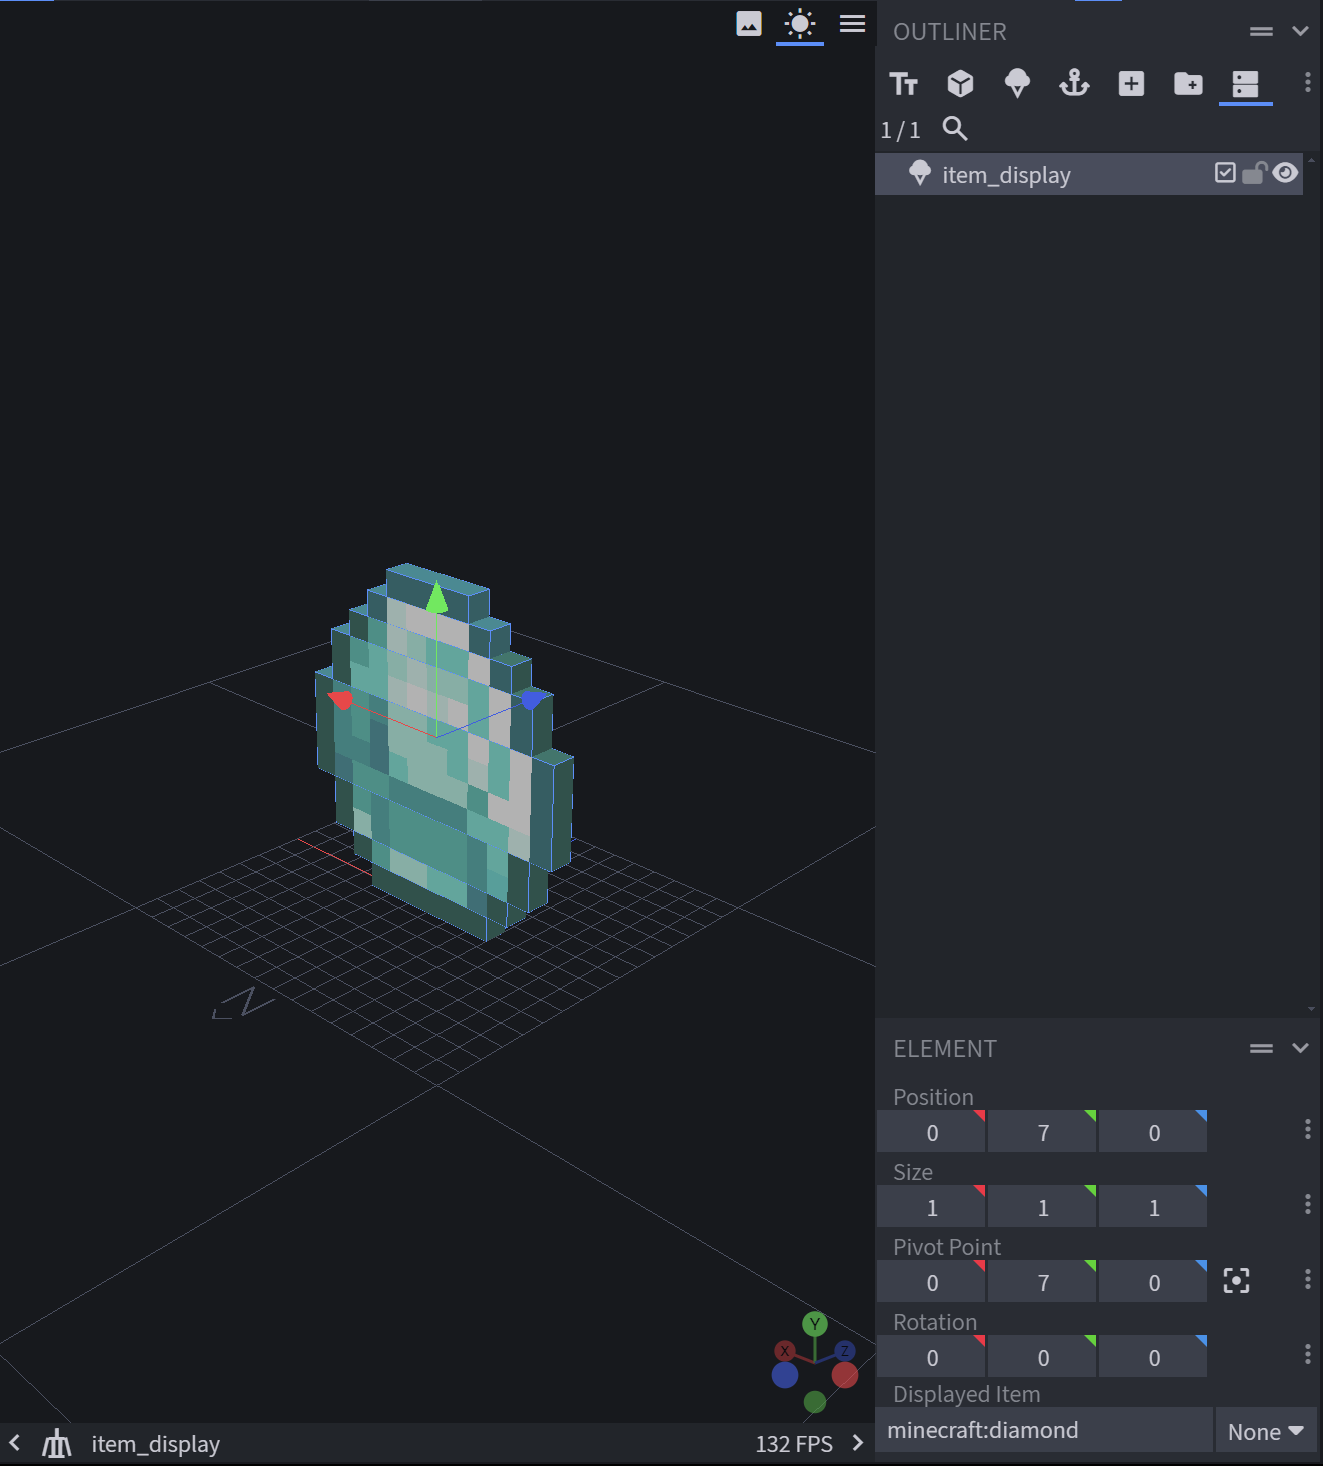 OUTLINER
1 / 1
item_display
N
ELEMENT
Position
0 7 0
Size
1 1 1
Pivot Point
0 7 0
Rotation
0 0 0
Displayed Item
minecraft:diamond None
Y
X Z
item_display 132 FPS